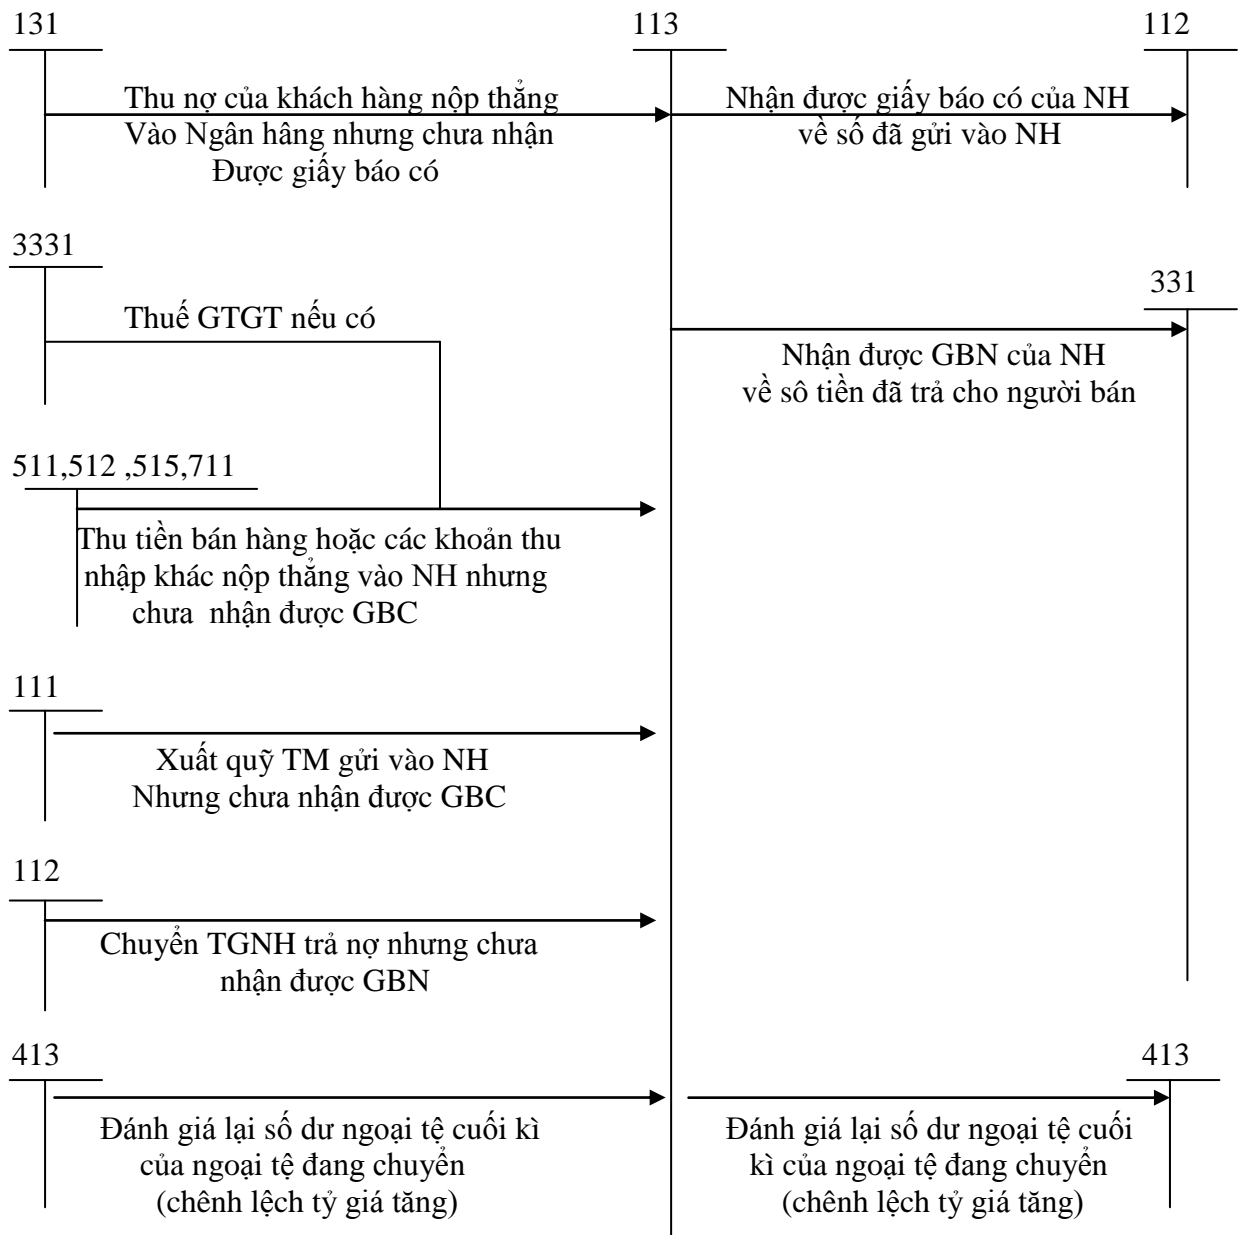 131
113
112
Thu nợ của khách hàng nộp thẳng
Vào Ngân hâng nhưng chưa nhận
Được giấy báo có
Nhận được giấy báo có của NH
về số đã gửi vào NH
3331
Thuế GTGT nếu có
331
Nhận được GBN của NH
về sô tiền đã trả cho người bán
511,512 ,515,711
Thu tiền bán hàng hoặc các khoản thu
nhập khác nộp thẳng vào NH nhưng
chưa nhận được GBC
111
Xuất quỹ TM gửi vào NH
Nhưng chưa nhận được GBC
112
Chuyển TGNH trả nợ nhưng chưa
nhận được GBN
413
413
Đánh giá lại số dư ngoại tệ cuối kì
của ngoại tệ đang chuyển
(chênh lệch tỷ giá tăng)
Đánh giá lại số dư ngoại tệ cuối
kì của ngoại tệ đang chuyển
(chênh lệch tỷ giá tăng)